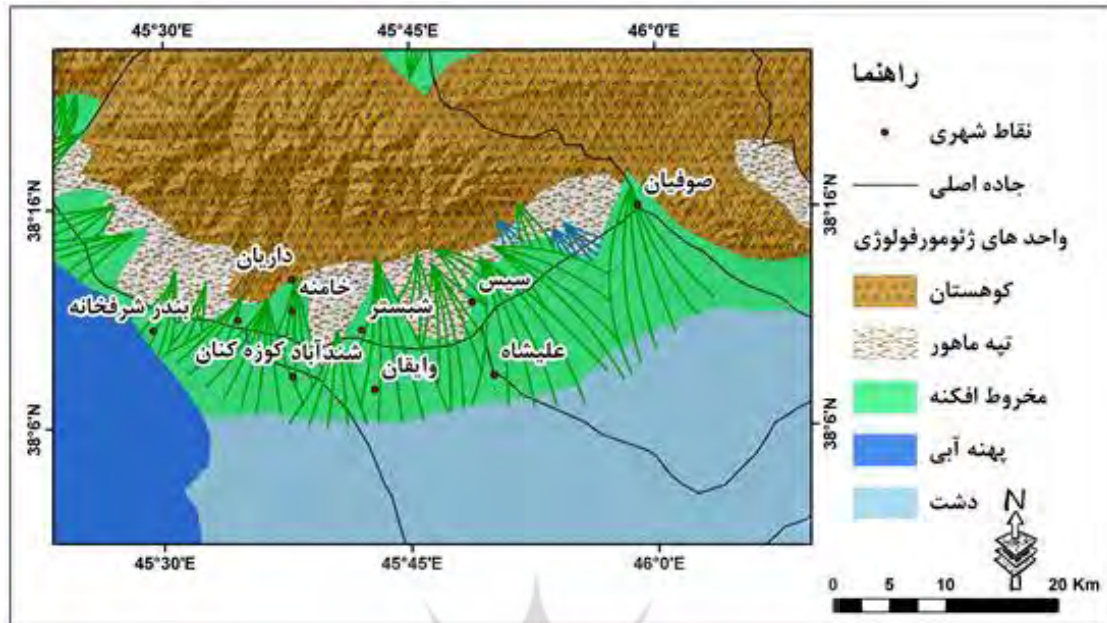 45°30'E 45°45'E 46°0'E
38°16'N
38°6'N
صوفیان
داریان
خامنه
سیس
شبستر
بندر شرفخانه
علیشاه
کوزه کنان
شندآباد
وایقان
38°16'N
38°6'N
45°30'E 45°45'E 46°0'E
راهنما
نقاط شهری
جاده اصلی
واحد های ژئومورفولوژی
کوهستان
تپه ماهور
مخروط افکنه
پهنه آبی
دشت
N
0 5 10 20 Km